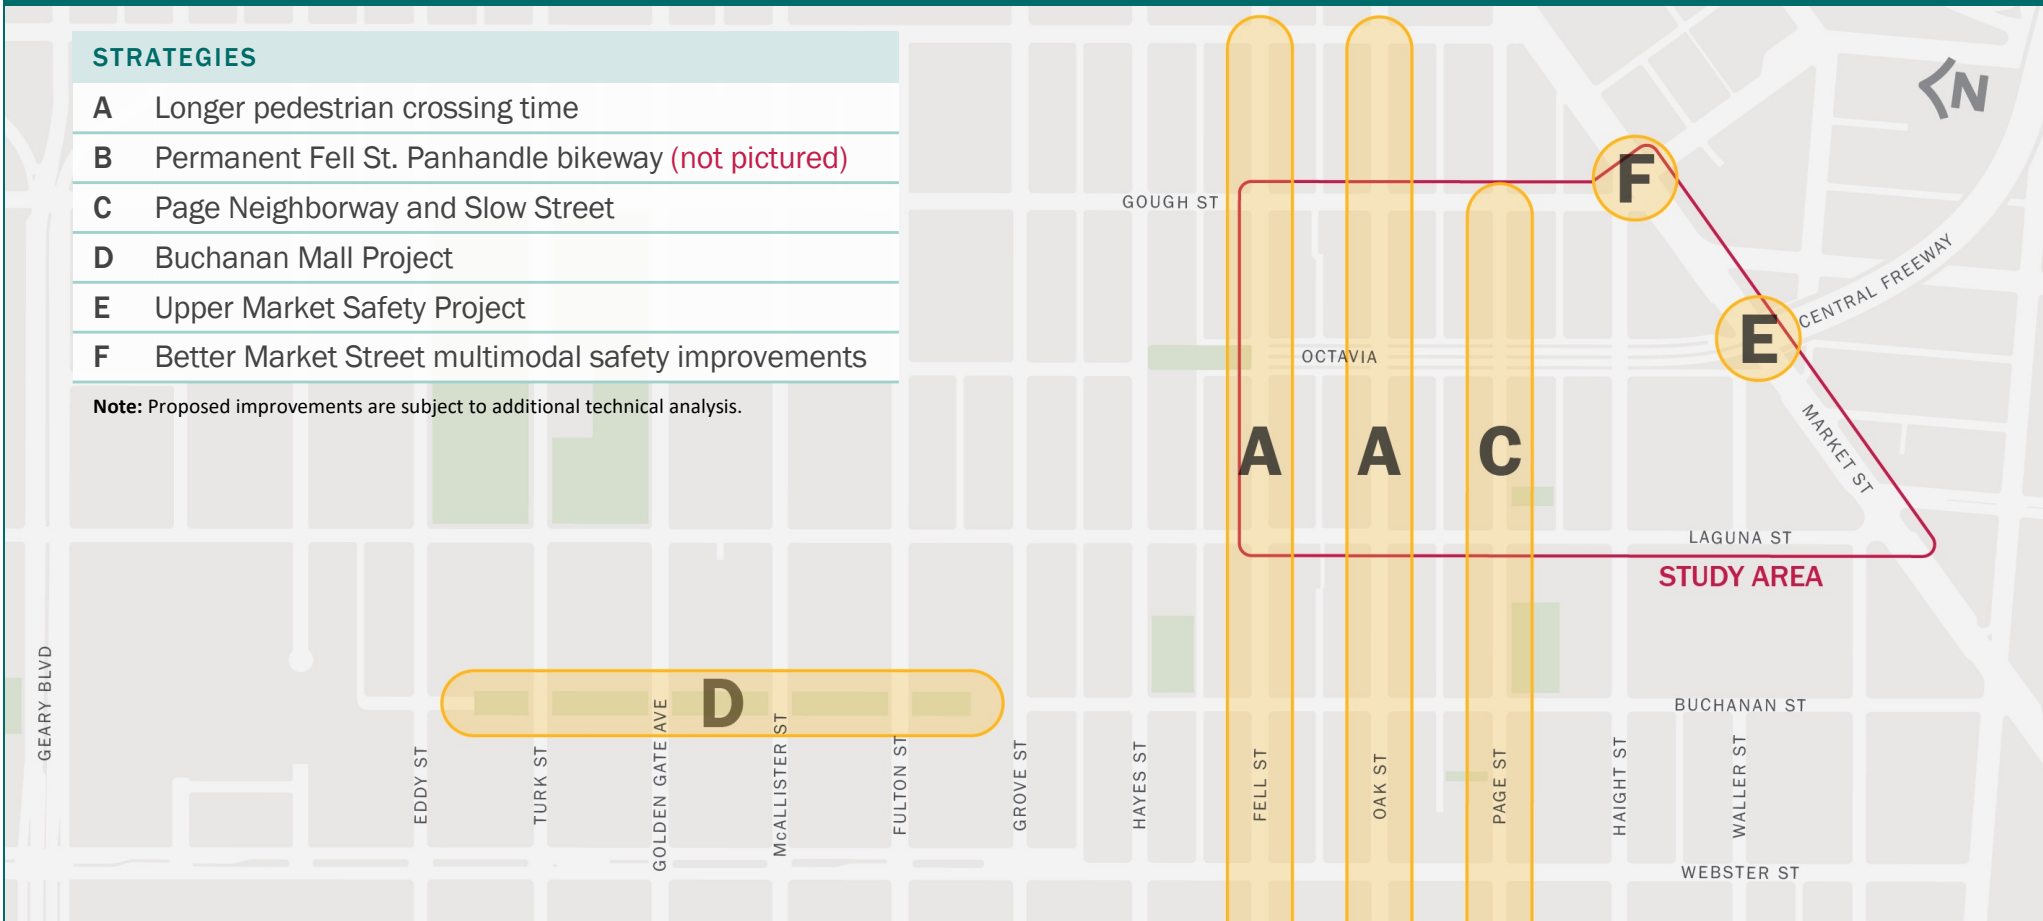 STRATEGIES
A Longer pedestrian crossing time
B Permanent Fell St. Panhandle bikeway (not pictured)
C Page Neighborway and Slow Street
D Buchanan Mall Project
E Upper Market Safety Project
F Better Market Street multimodal safety improvements
Note: Proposed improvements are subject to additional technical analysis.
N
F
GOUGH ST
CENTRAL FREEWAY
E
OCTAVIA
A
A
C
MARKET ST
LAGUNA ST
STUDY AREA
D
BUCHANAN ST
GEARY BLVD
EDDY ST
TURK ST
GOLDEN GATE AVE
McALLISTER ST
FULTON ST
GROVE ST
HAYES ST
FELL ST
OAK ST
PAGE ST
HAIGHT ST
WALLER ST
WEBSTER ST